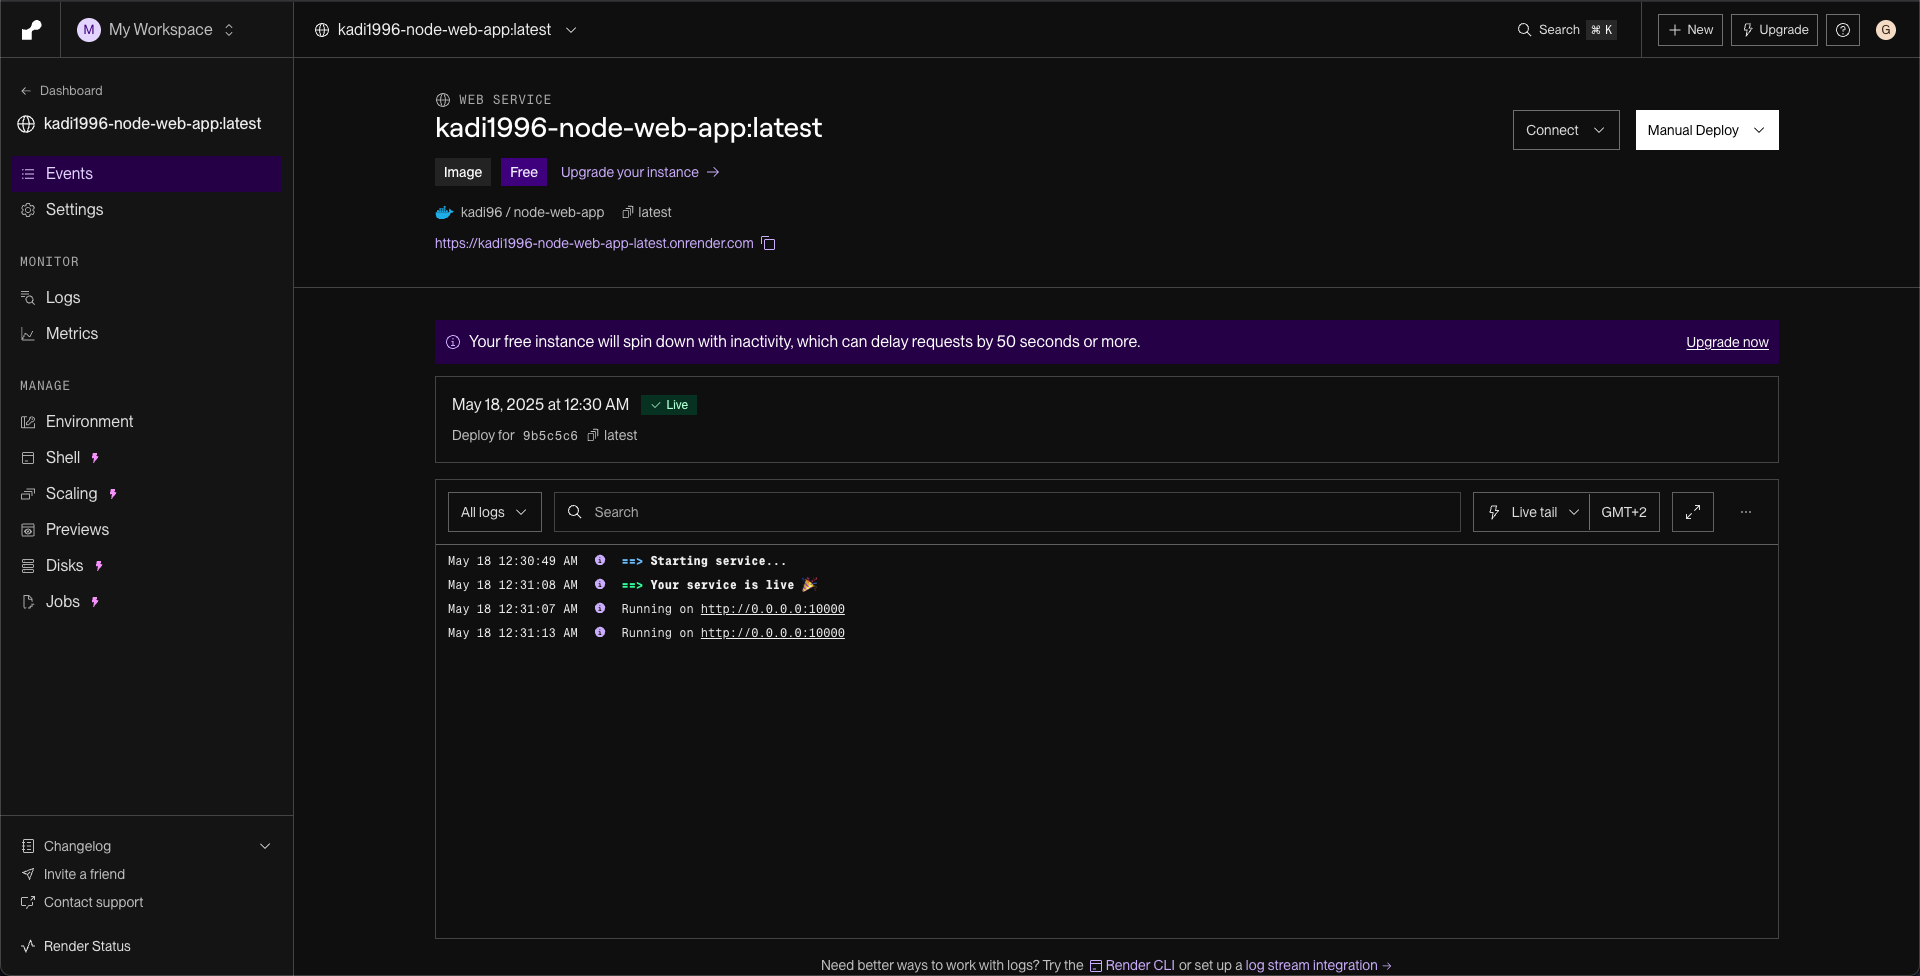 M My Workspace
kadi1996-node-web-app:latest
Search ⌘ K
+ New
Upgrade
G
← Dashboard
kadi1996-node-web-app:latest
Events
Settings
MONITOR
Logs
Metrics
MANAGE
Environment
Shell
Scaling
Previews
Disks
Jobs
Changelog
Invite a friend
Contact support
Render Status
WEB SERVICE
kadi1996-node-web-app:latest
Connect
Manual Deploy
Image Free Upgrade your instance →
kadi96 / node-web-app latest
https://kadi1996-node-web-app-latest.onrender.com
Your free instance will spin down with inactivity, which can delay requests by 50 seconds or more. Upgrade now
May 18, 2025 at 12:30 AM ✓ Live
Deploy for 9b5c5c6 latest
All logs Search Live tail GMT+2 ...
May 18 12:30:49 AM ==> Starting service...
May 18 12:31:08 AM ==> Your service is live 🎉
May 18 12:31:07 AM Running on http://0.0.0.0:10000
May 18 12:31:13 AM Running on http://0.0.0.0:10000
Need better ways to work with logs? Try the Render CLI or set up a log stream integration →